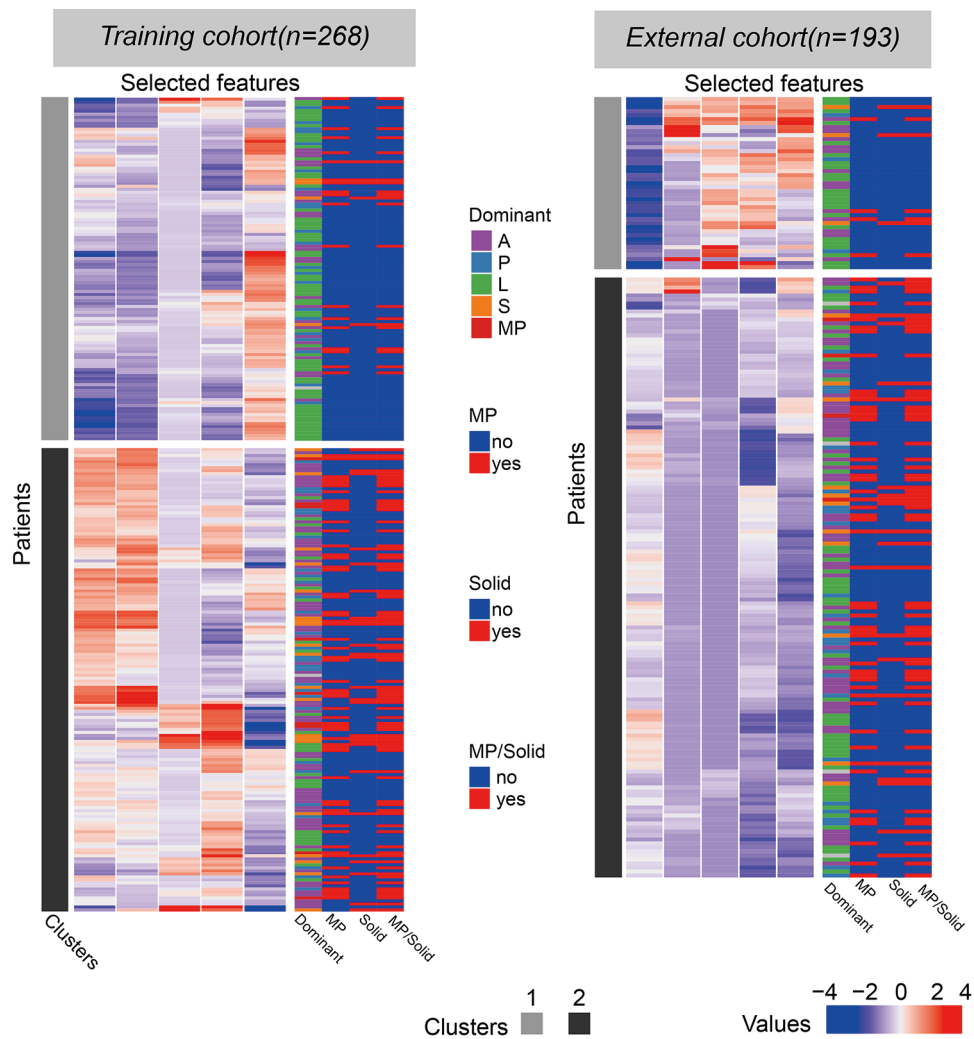 Training cohort(n=268)
External cohort(n=193)
Selected features
Selected features
Patients
Patients
Dominant
A
P
L
S
MP
MP
no
yes
Solid
no
yes
MP/Solid
no
yes
Clusters
Dominant
MP
Solid
MP/Solid
Dominant
MP
Solid
MP/Solid
Clusters
1
2
Values
−4 −2 0 2 4